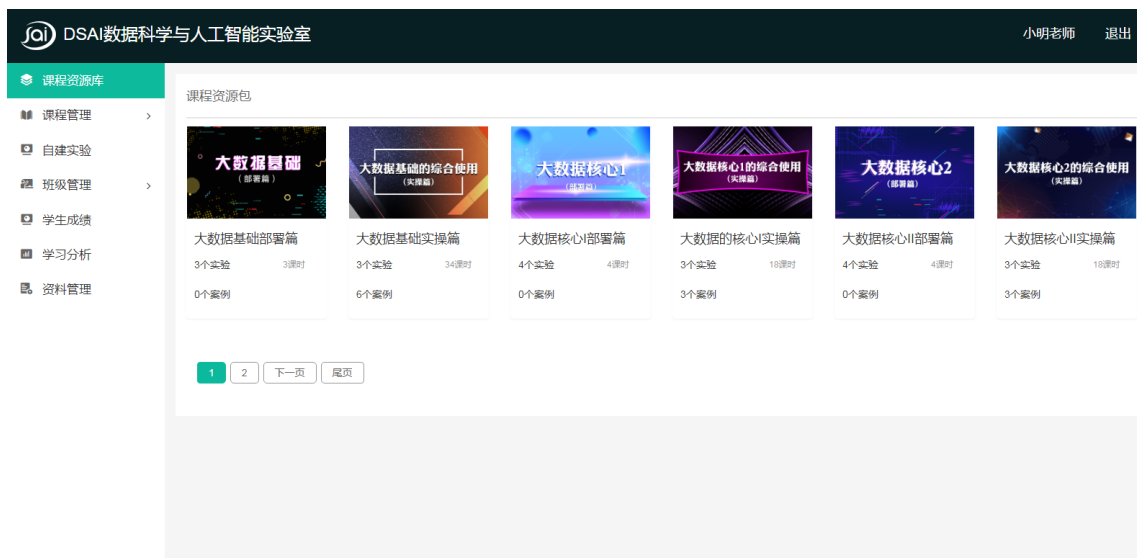 sai DSAI数据科学与人工智能实验室
小明老师 退出
课程资源库
课程管理
自建实验
班级管理
学生成绩
学习分析
资料管理
课程资源包
大数据基础
(部署篇)
大数据基础部署篇
3个实验 3课时
0个案例
大数据基础的综合使用
(实操篇)
大数据基础实操篇
3个实验 34课时
6个案例
大数据核心1
(部署篇)
大数据核心I部署篇
4个实验 4课时
0个案例
大数据核心1的综合使用
(实操篇)
大数据的核心I实操篇
3个实验 18课时
3个案例
大数据核心2
(部署篇)
大数据核心II部署篇
4个实验 4课时
0个案例
大数据核心2的综合使用
(实操篇)
大数据核心II实操篇
3个实验 18课时
3个案例
1 2 下一页 尾页